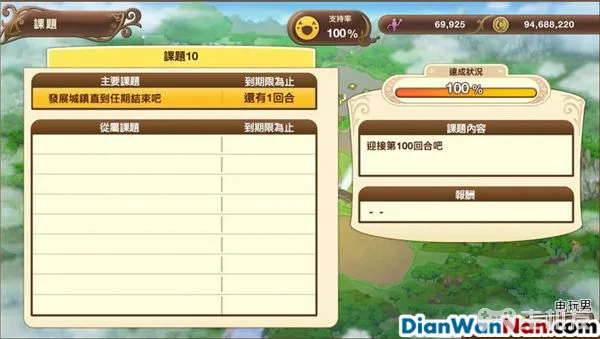 課題
支持率
100%
69,925
94,688,220
課題10
主要課題 到期限為止
發展城鎮直到任期結束吧 還有1回合
從屬課題 到期限為止
達成狀況
100 %
課題內容
迎接第100回合吧
報酬
- -
电玩男
DianWanNan.com